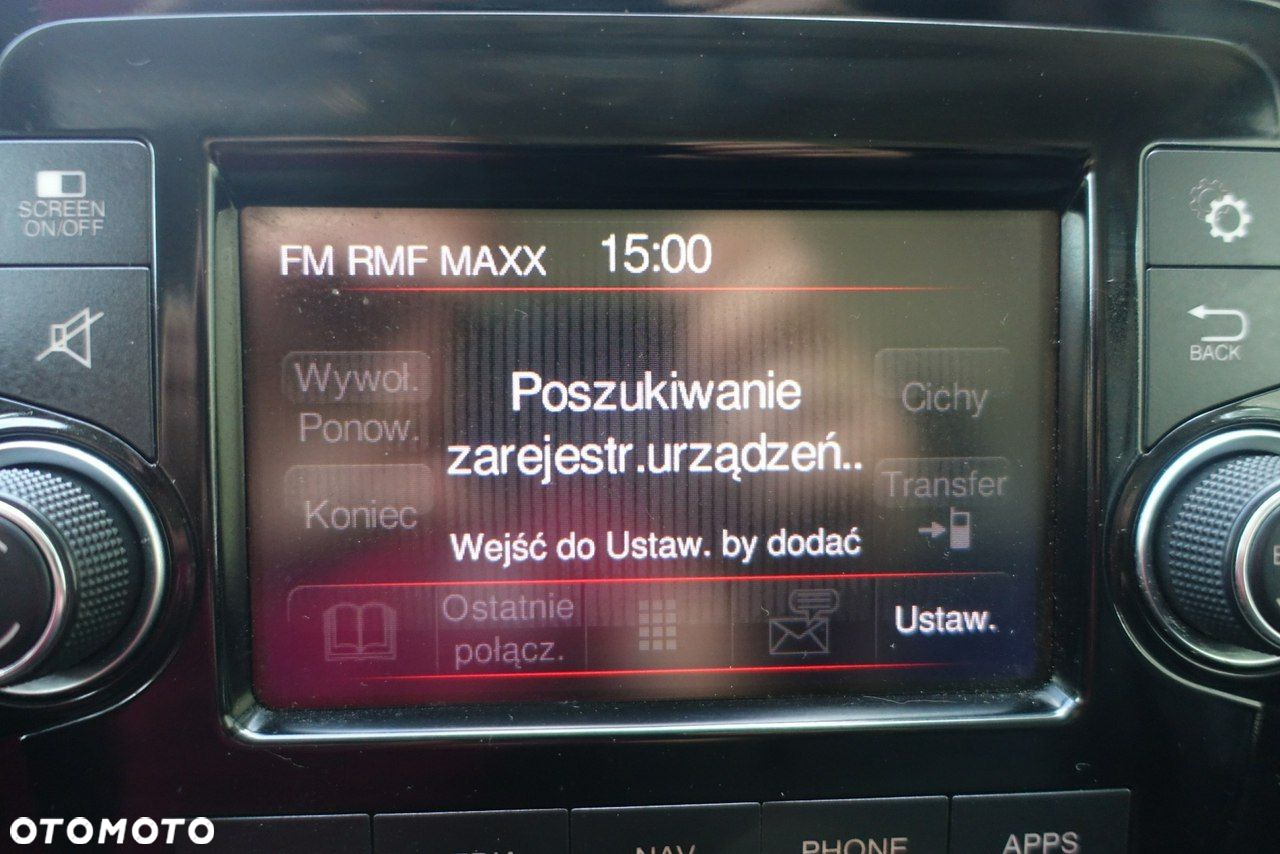 SCREEN
ON/OFF
FM RMF MAXX 15:00
BACK
Wywoł.
Ponow.
Poszukiwanie
zarejestr.urządzeń..
Cichy
Koniec
Transfer
Wejść do Ustaw. by dodać
Ostatnie
połącz.
Ustaw.
OTOMOTO
NAV
PHONE
APPS